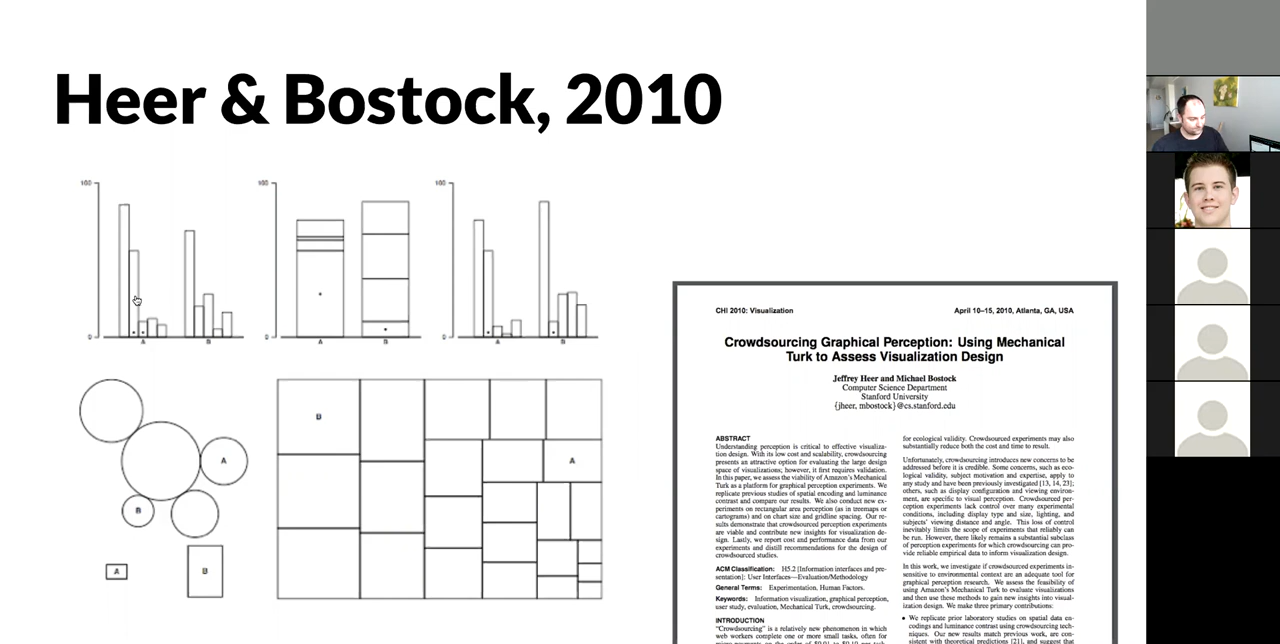 Heer & Bostock, 2010
100
0
A
B
100
0
A
B
100
0
A
B
A
B
A
B
B
A
CHI 2010: Visualization
April 10–15, 2010, Atlanta, GA, USA
Crowdsourcing Graphical Perception: Using Mechanical
Turk to Assess Visualization Design
Jeffrey Heer and Michael Bostock
Computer Science Department
Stanford University
{jheer, mbostock}@cs.stanford.edu
ABSTRACT
Understanding perception is critical to effective visualiza-
tion design. With its low cost and scalability, crowdsourcing
presents an attractive option for evaluating the large design
space of visualizations; however, it first requires validation.
In this paper, we assess the viability of Amazon's Mechanical
Turk as a platform for graphical perception experiments. We
replicate previous studies of spatial encoding and luminance
contrast and compare our results. We also conduct new ex-
periments on rectangular area perception (as in treemaps or
cartograms) and on chart size and gridline spacing. Our re-
sults demonstrate that crowdsourced perception experiments
are viable and contribute new insights for visualization de-
sign. Lastly, we report cost and performance data from our
experiments and distill recommendations for the design of
crowdsourced studies.
ACM Classification: H5.2 [Information interfaces and pre-
sentation]: User Interfaces—Evaluation/Methodology
General Terms: Experimentation, Human Factors.
Keywords: Information visualization, graphical perception,
user study, evaluation, Mechanical Turk, crowdsourcing.
INTRODUCTION
"Crowdsourcing" is a relatively new phenomenon in which
web workers complete one or more small tasks, often for
for ecological validity. Crowdsourced experiments may also
substantially reduce both the cost and time to result.
Unfortunately, crowdsourcing introduces new concerns to be
addressed before it is credible. Some concerns, such as eco-
logical validity, subject motivation and expertise, apply to
any study and have been previously investigated [13, 14, 23];
others, such as display configuration and viewing environ-
ment, are specific to visual perception. Crowdsourced per-
ception experiments lack control over many experimental
conditions, including display type and size, lighting, and
subjects' viewing distance and angle. This loss of control
inevitably limits the scope of experiments that reliably can
be run. However, there likely remains a substantial subclass
of perception experiments for which crowdsourcing can pro-
vide reliable empirical data to inform visualization design.
In this work, we investigate if crowdsourced experiments in-
sensitive to environmental context are an adequate tool for
graphical perception research. We assess the feasibility of
using Amazon's Mechanical Turk to evaluate visualizations
and then use these methods to gain new insights into visual-
ization design. We make three primary contributions:
• We replicate prior laboratory studies on spatial data en-
codings and luminance contrast using crowdsourcing tech-
niques. Our new results match previous work, are con-
sistent with theoretical predictions [21], and suggest that